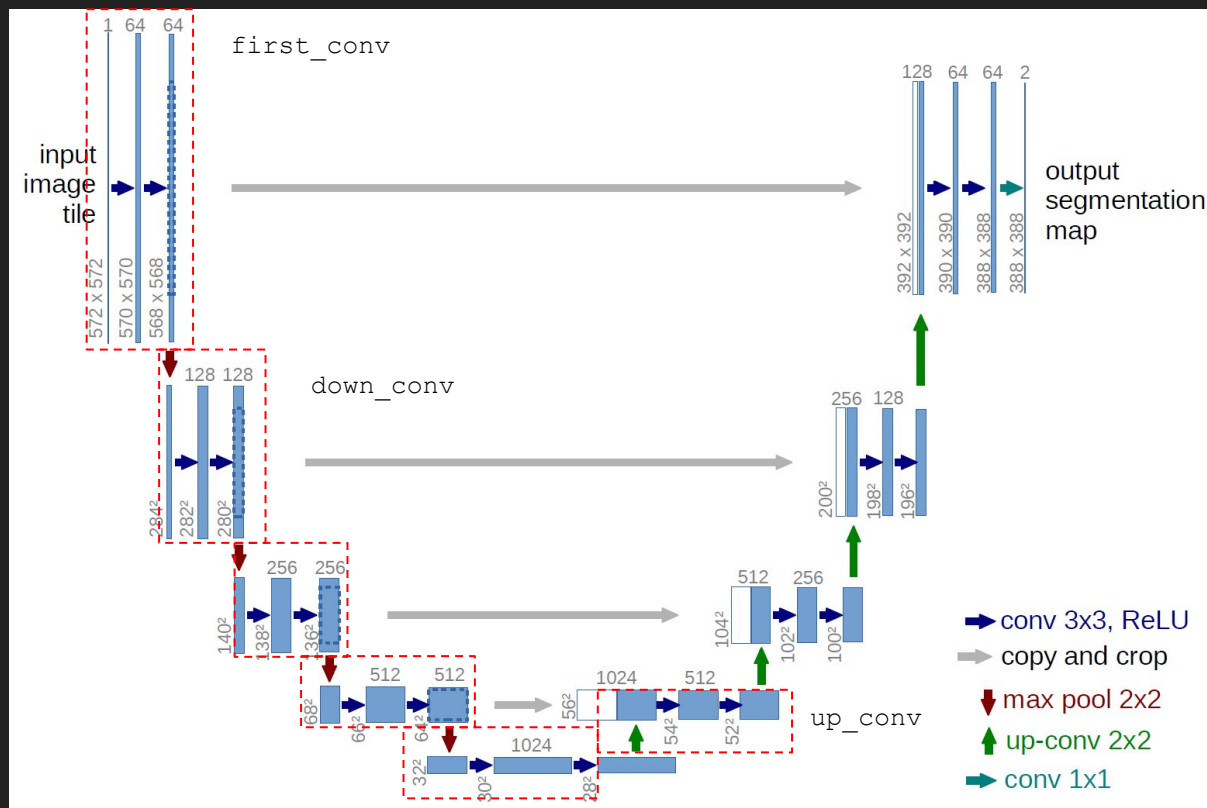 1 64 64
first_conv
input
image
tile
572 x 572
570 x 570
568 x 568
128 64 64 2
392 x 392
390 x 390
388 x 388
388 x 388
output
segmentation
map
128 128
down_conv
284²
282²
280²
256 128
200²
198²
196²
256 256
140²
138²
136²
512 256
104²
102²
100²
512 512
68²
66²
64²
1024 512
56²
54²
52²
up_conv
1024
32²
30²
28²
conv 3x3, ReLU
copy and crop
max pool 2x2
up-conv 2x2
conv 1x1